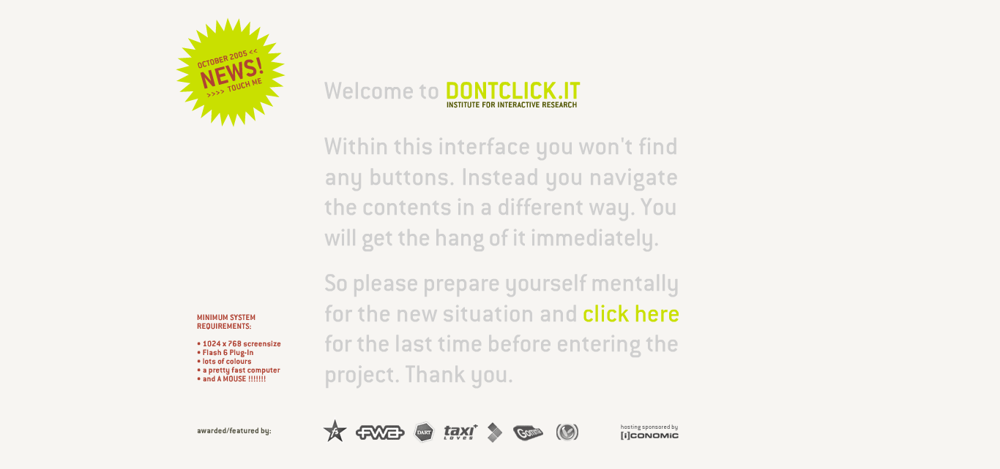 OCTOBER 2005 <<
NEWS!
>>>> TOUCH ME
Welcome to DONTCLICK.IT
INSTITUTE FOR INTERACTIVE RESEARCH
Within this interface you won't find
any buttons. Instead you navigate
the contents in a different way. You
will get the hang of it immediately.
So please prepare yourself mentally
for the new situation and click here
for the last time before entering the
project. Thank you.
MINIMUM SYSTEM
REQUIREMENTS:
• 1024 x 768 screensize
• Flash 6 Plug-In
• lots of colours
• a pretty fast computer
• and A MOUSE !!!!!!!
awarded/featured by:
FWA
DART
taxi
LOVES
Gomma
hosting sponsored by
[i]CONOMIC